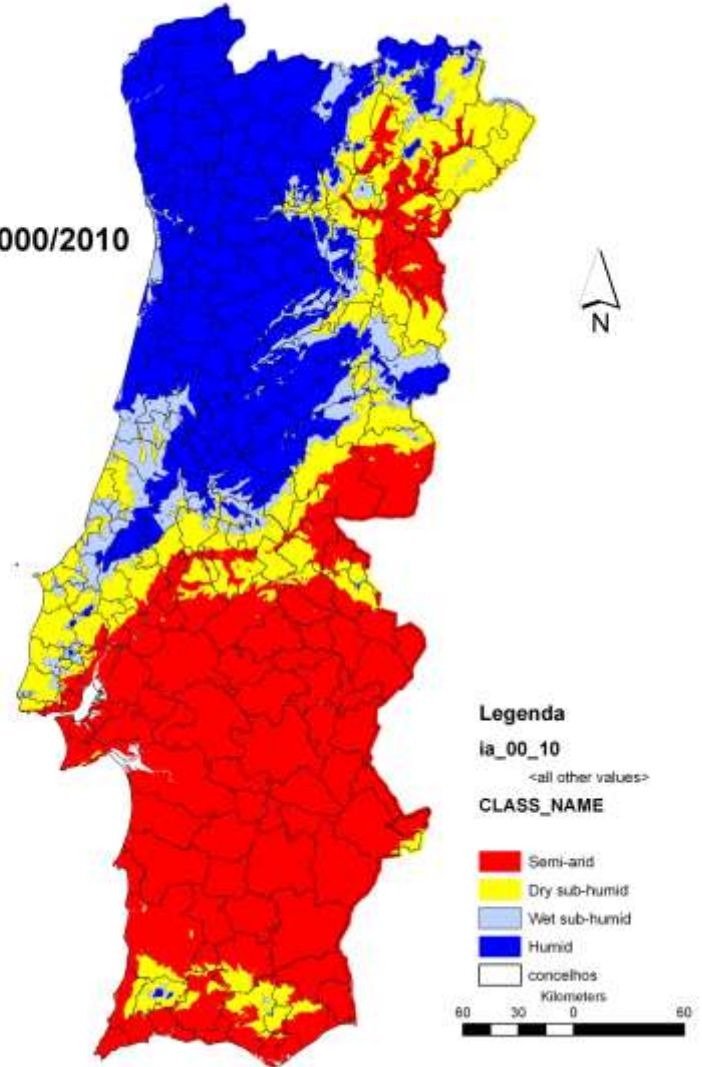 000/2010
N
Legenda
ia_00_10
<all other values>
CLASS_NAME
Semi-arid
Dry sub-humid
Wet sub-humid
Humid
concelhos
Kilometers
60 30 0 60